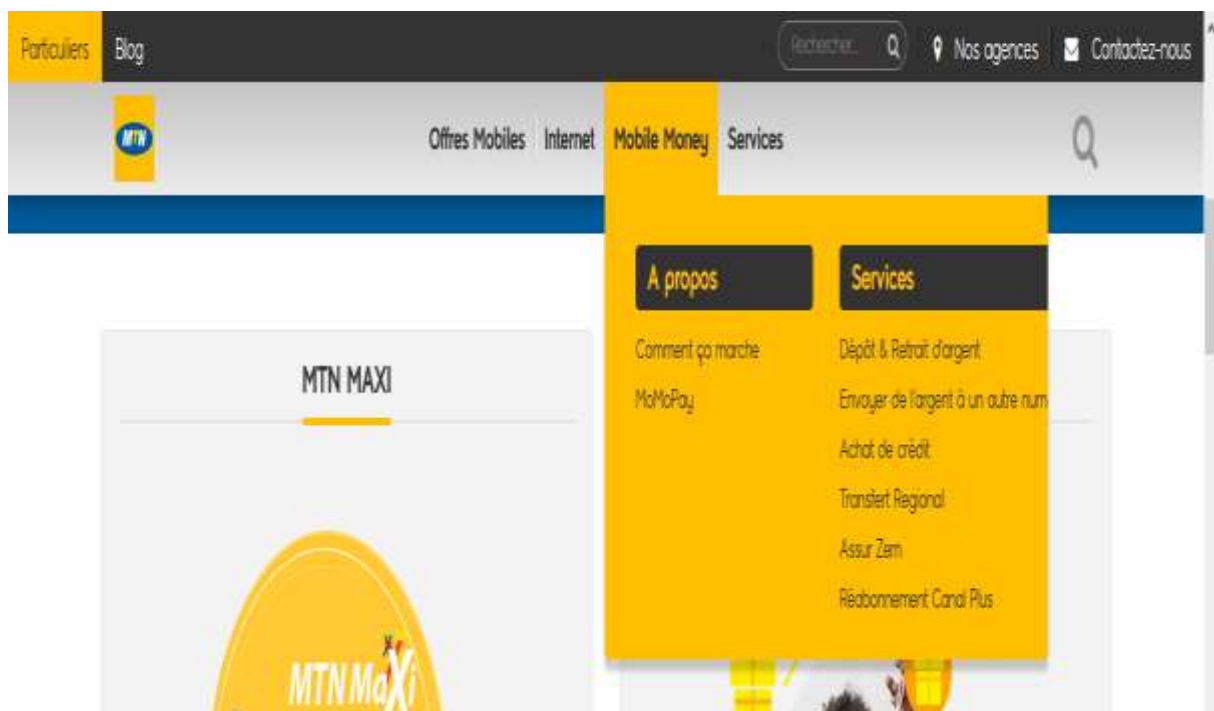 Particuliers Blog Rechercher... Nos agences Contactez-nous
MTN Offres Mobiles Internet Mobile Money Services
A propos Services
Comment ça marche Dépôt & Retrait d'argent
MTN MAXI
MoMoPay Envoyer de l'argent à un autre num
Achat de crédit
Transfert Regional
Assur Zem
Réabonnement Canal Plus
MTN MaXi